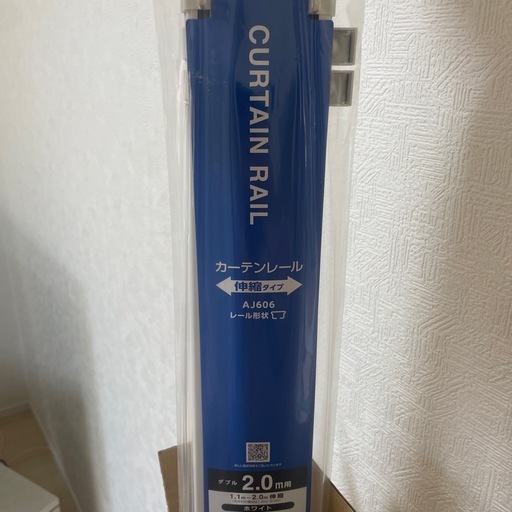 CURTAIN RAIL
カーテンレール
伸縮タイプ
AJ606
レール形状
ダブル 2.0m用
1.1m～2.0m伸縮
ホワイト